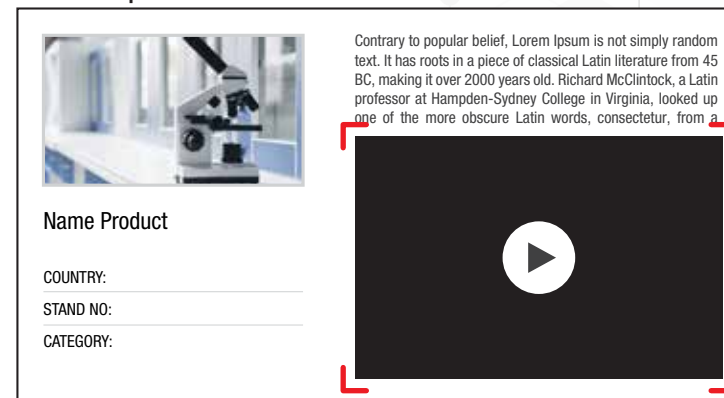 Contrary to popular belief, Lorem Ipsum is not simply random
text. It has roots in a piece of classical Latin literature from 45
BC, making it over 2000 years old. Richard McClintock, a Latin
professor at Hampden-Sydney College in Virginia, looked up
one of the more obscure Latin words, consectetur, from a
Name Product
COUNTRY:
STAND NO:
CATEGORY: